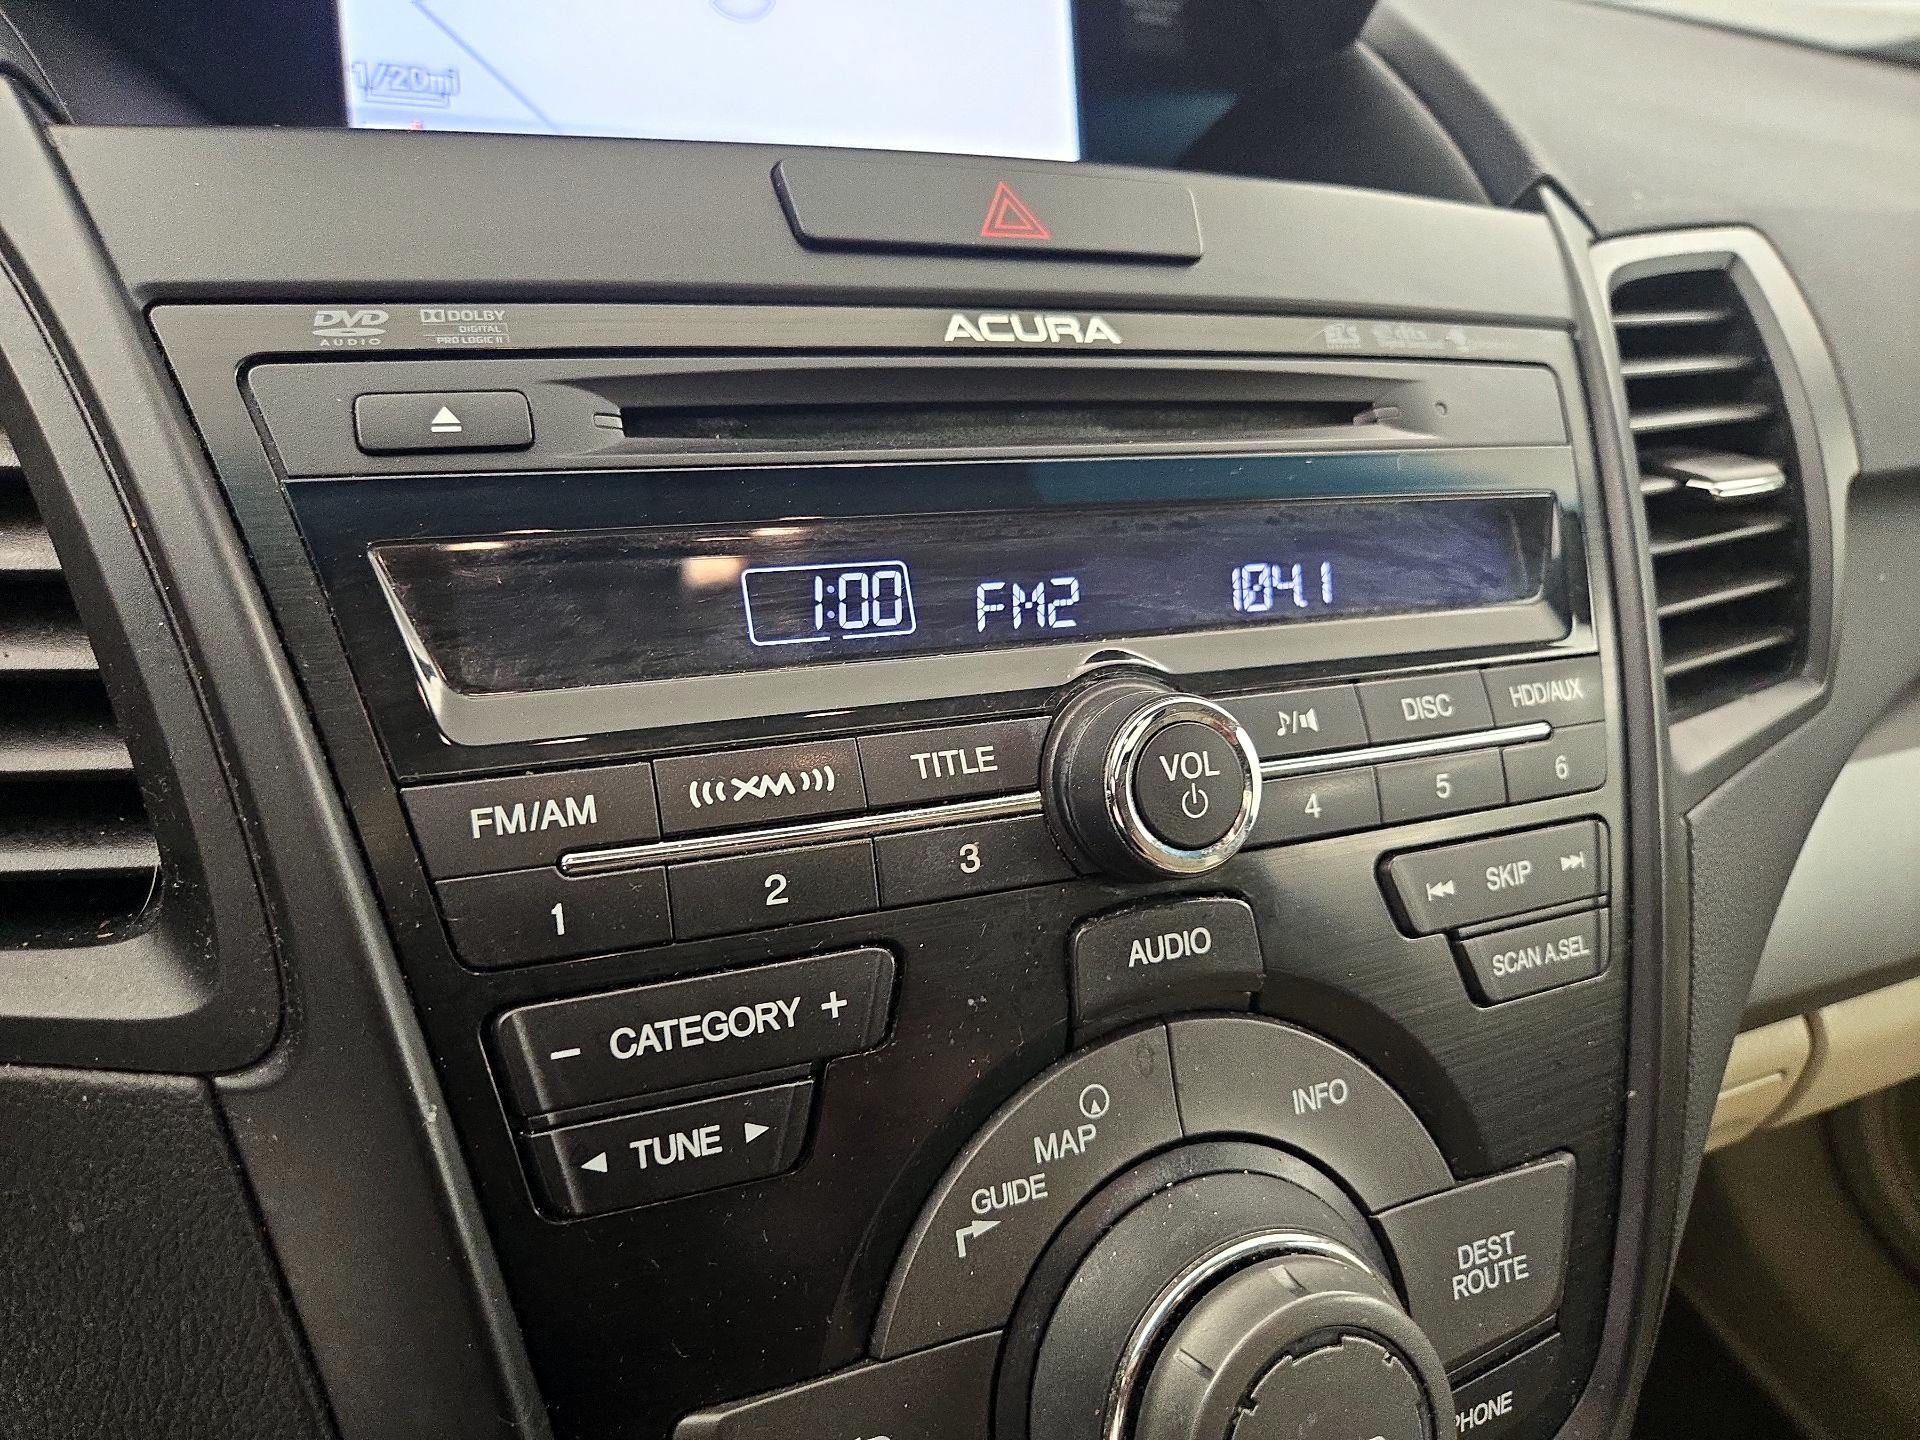 1/20mi
DVD
AUDIO
DOLBY
DIGITAL
PRO LOGIC II
ACURA
1:00 FM2 104.1
FM/AM
XM
TITLE
VOL
DISC
HDD/AUX
1
2
3
4
5
6
SKIP
SCAN A.SEL
AUDIO
− CATEGORY +
TUNE
MAP
GUIDE
INFO
DEST
ROUTE
PHONE